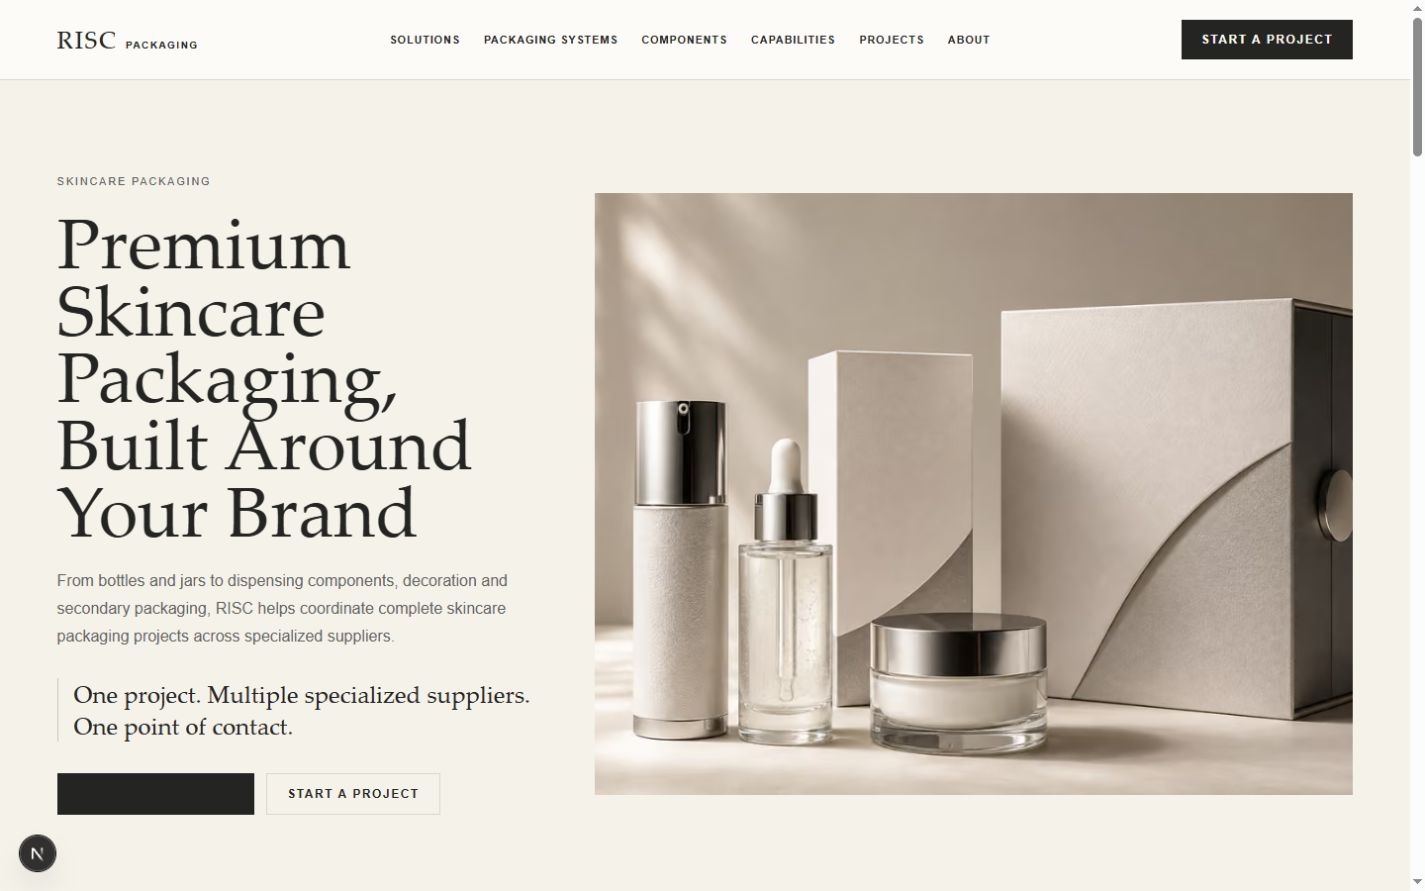 RISC PACKAGING
SOLUTIONS
PACKAGING SYSTEMS
COMPONENTS
CAPABILITIES
PROJECTS
ABOUT
START A PROJECT
SKINCARE PACKAGING
Premium
Skincare
Packaging,
Built Around
Your Brand
From bottles and jars to dispensing components, decoration and
secondary packaging, RISC helps coordinate complete skincare
packaging projects across specialized suppliers.
One project. Multiple specialized suppliers.
One point of contact.
START A PROJECT
N